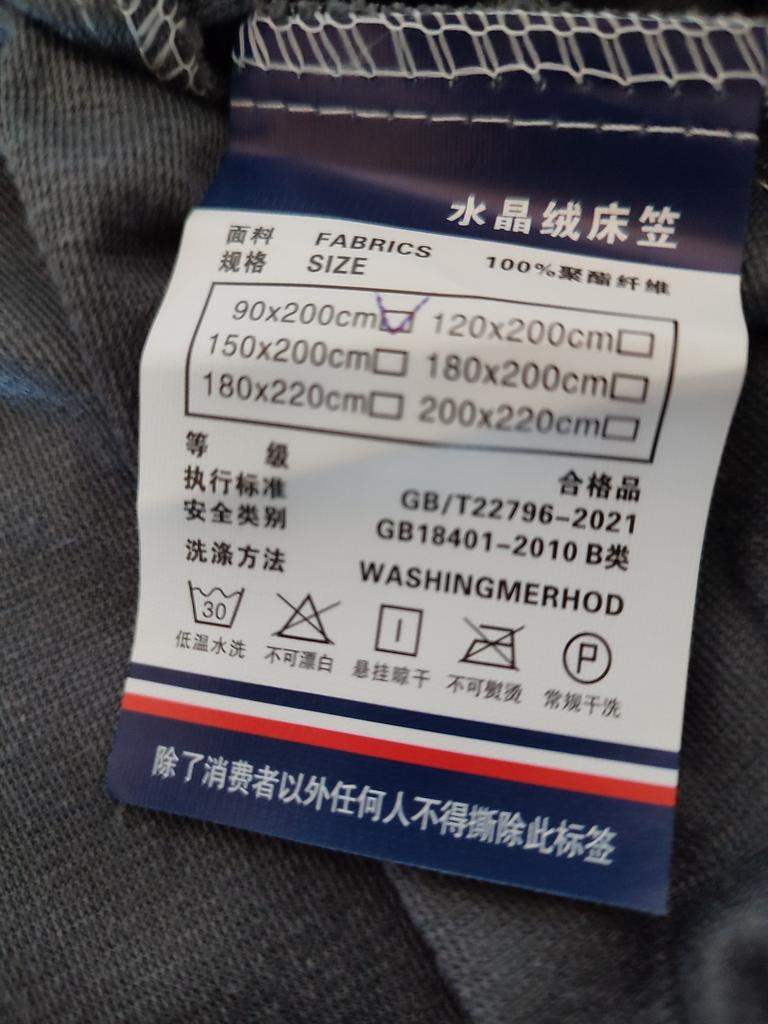 水晶绒床笠
面料 FABRICS 100%聚酯纤维
规格 SIZE
90x200cm 120x200cm
150x200cm 180x200cm
180x220cm 200x220cm
等 级 合格品
执行标准 GB/T22796-2021
安全类别 GB18401-2010 B类
洗涤方法 WASHINGMERHOD
30 P
低温水洗 不可漂白 悬挂晾干 不可熨烫 常规干洗
除了消费者以外任何人不得撕除此标签